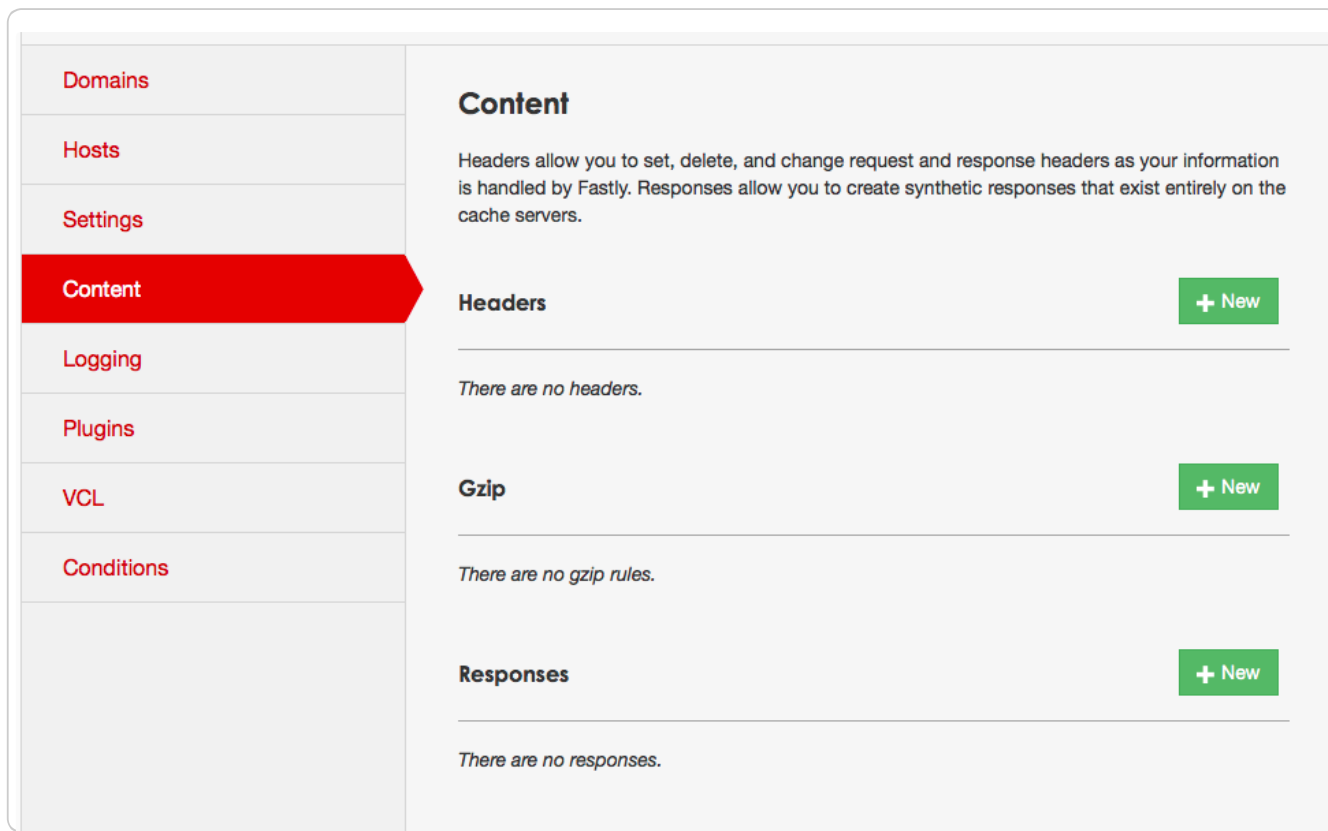 Domains
Hosts
Settings
Content
Logging
Plugins
VCL
Conditions
Content
Headers allow you to set, delete, and change request and response headers as your information
is handled by Fastly. Responses allow you to create synthetic responses that exist entirely on the
cache servers.
Headers
New
There are no headers.
Gzip
New
There are no gzip rules.
Responses
New
There are no responses.